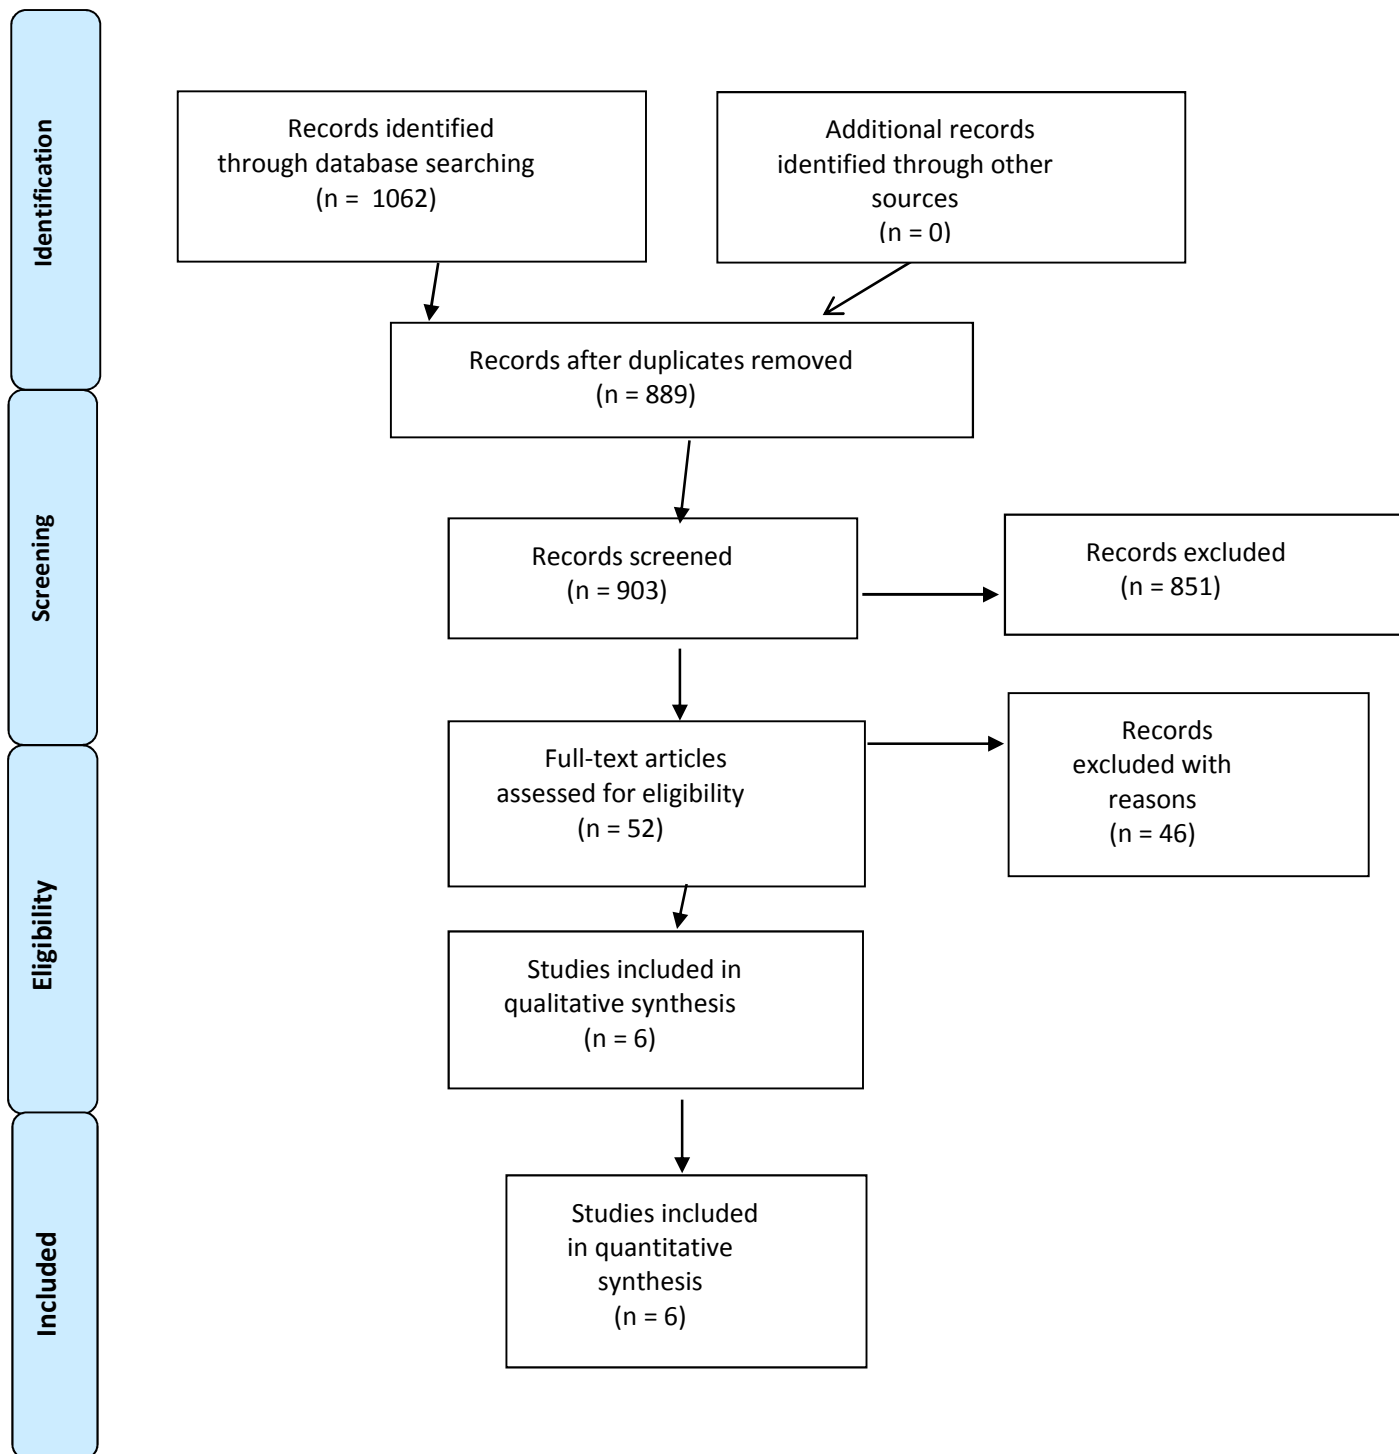 Identification
Records identified
through database searching
(n = 1062)
Additional records
identified through other
sources
(n = 0)
Records after duplicates removed
(n = 889)
Screening
Records screened
(n = 903)
Records excluded
(n = 851)
Eligibility
Full-text articles
assessed for eligibility
(n = 52)
Records
excluded with
reasons
(n = 46)
Studies included in
qualitative synthesis
(n = 6)
Included
Studies included
in quantitative
synthesis
(n = 6)